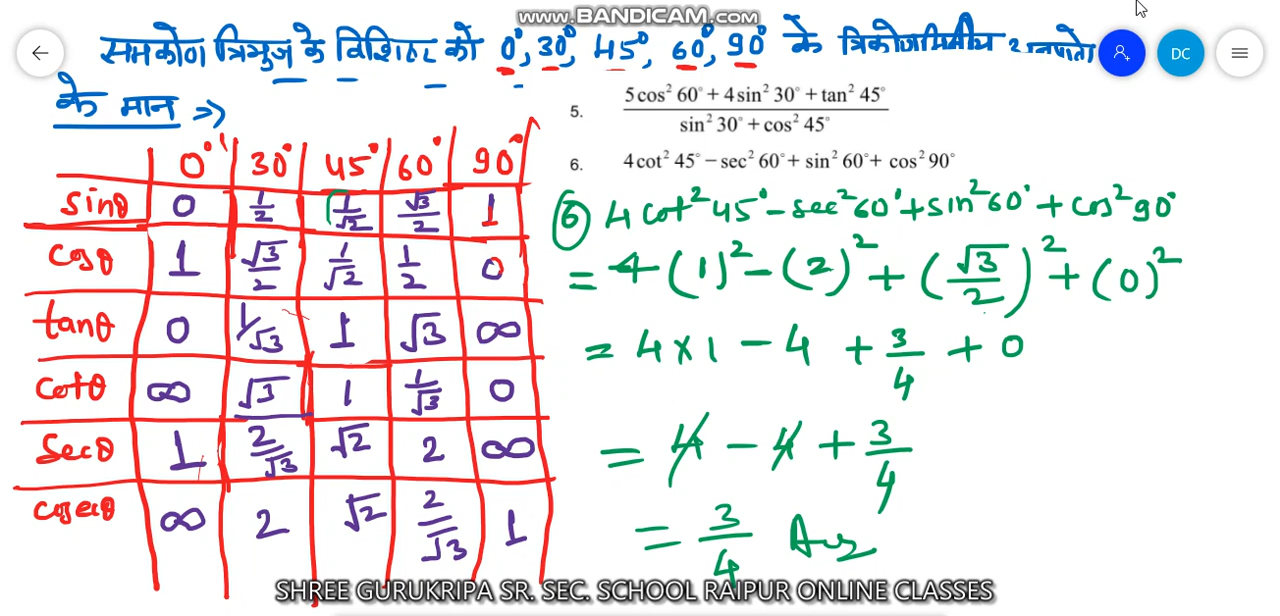 www.BANDICAM.com
समकोण त्रिभुज के विशिष्ट को 0°, 30°, 45°, 60°, 90° के त्रिकोणमितीय
के मान ⇒
DC
5. (5 cos² 60° + 4 sin² 30° + tan² 45°) / (sin² 30° + cos² 45°)
6. 4 cot² 45° − sec² 60° + sin² 60° + cos² 90°
0° 30° 45° 60° 90°
sinθ 0 1/2 1/√2 √3/2 1
cosθ 1 √3/2 1/√2 1/2 0
tanθ 0 1/√3 1 √3 ∞
cotθ ∞ √3 1 1/√3 0
secθ 1 2/√3 √2 2 ∞
cosecθ ∞ 2 √2 2/√3 1
⑥ 4 cot² 45° − sec² 60° + sin² 60° + cos² 90°
= 4(1)² − (2)² + (√3/2)² + (0)²
= 4×1 − 4 + 3/4 + 0
= 4 − 4 + 3/4
= 3/4 Ans
SHREE GURUKRIPA SR. SEC. SCHOOL RAIPUR ONLINE CLASSES